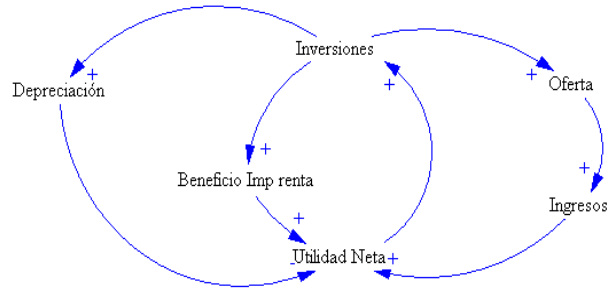 Inversiones
+
+
+
Depreciación
Oferta
+
+
Beneficio Imp renta
Ingresos
+
-Utilidad Neta+